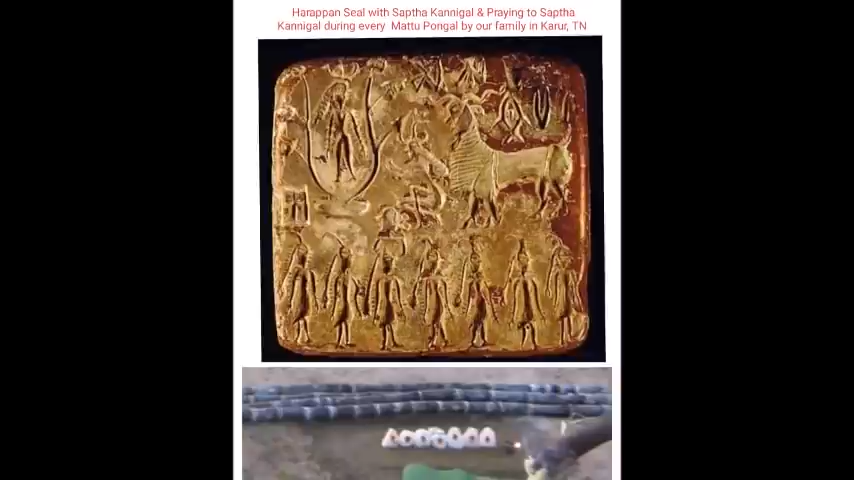 Harappan Seal with Saptha Kannigal & Praying to Saptha
Kannigal during every Mattu Pongal by our family in Karur, TN